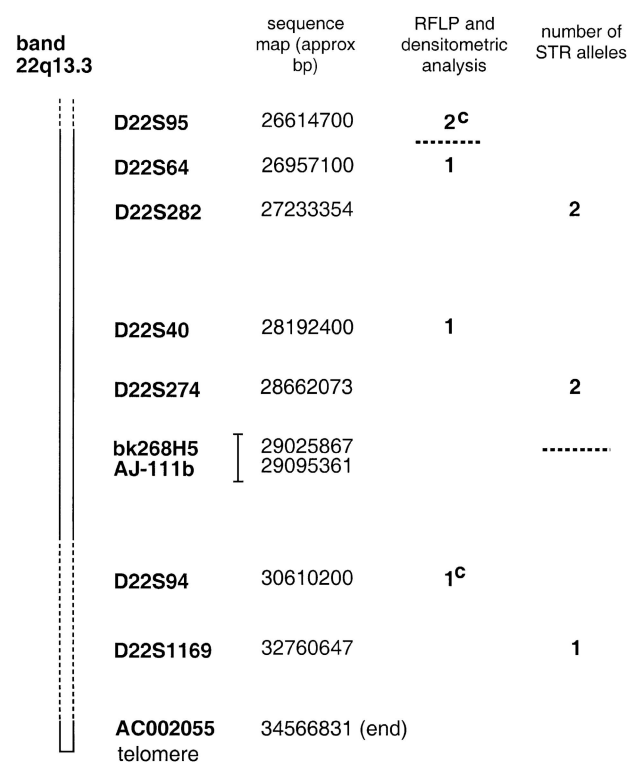 band
22q13.3
sequence
map (approx
bp)
RFLP and
densitometric
analysis
number of
STR alleles
D22S95 26614700 2c
D22S64 26957100 1
D22S282 27233354 2
D22S40 28192400 1
D22S274 28662073 2
bk268H5 29025867
AJ-111b 29095361
D22S94 30610200 1c
D22S1169 32760647 1
AC002055 34566831 (end)
telomere